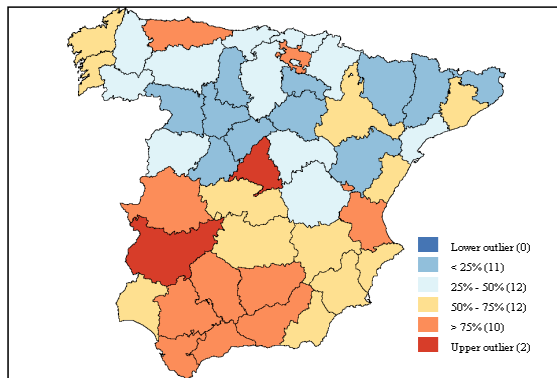 Lower outlier (0)
< 25% (11)
25% - 50% (12)
50% - 75% (12)
> 75% (10)
Upper outlier (2)